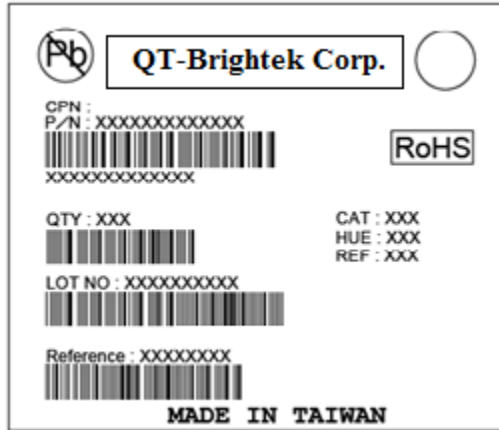 Pb
QT-Brightek Corp.
CPN :
P/N : XXXXXXXXXXXXX
RoHS
XXXXXXXXXXXXXX
QTY : XXX
CAT : XXX
HUE : XXX
REF : XXX
LOT NO : XXXXXXXXXX
Reference : XXXXXXXX
MADE IN TAIWAN